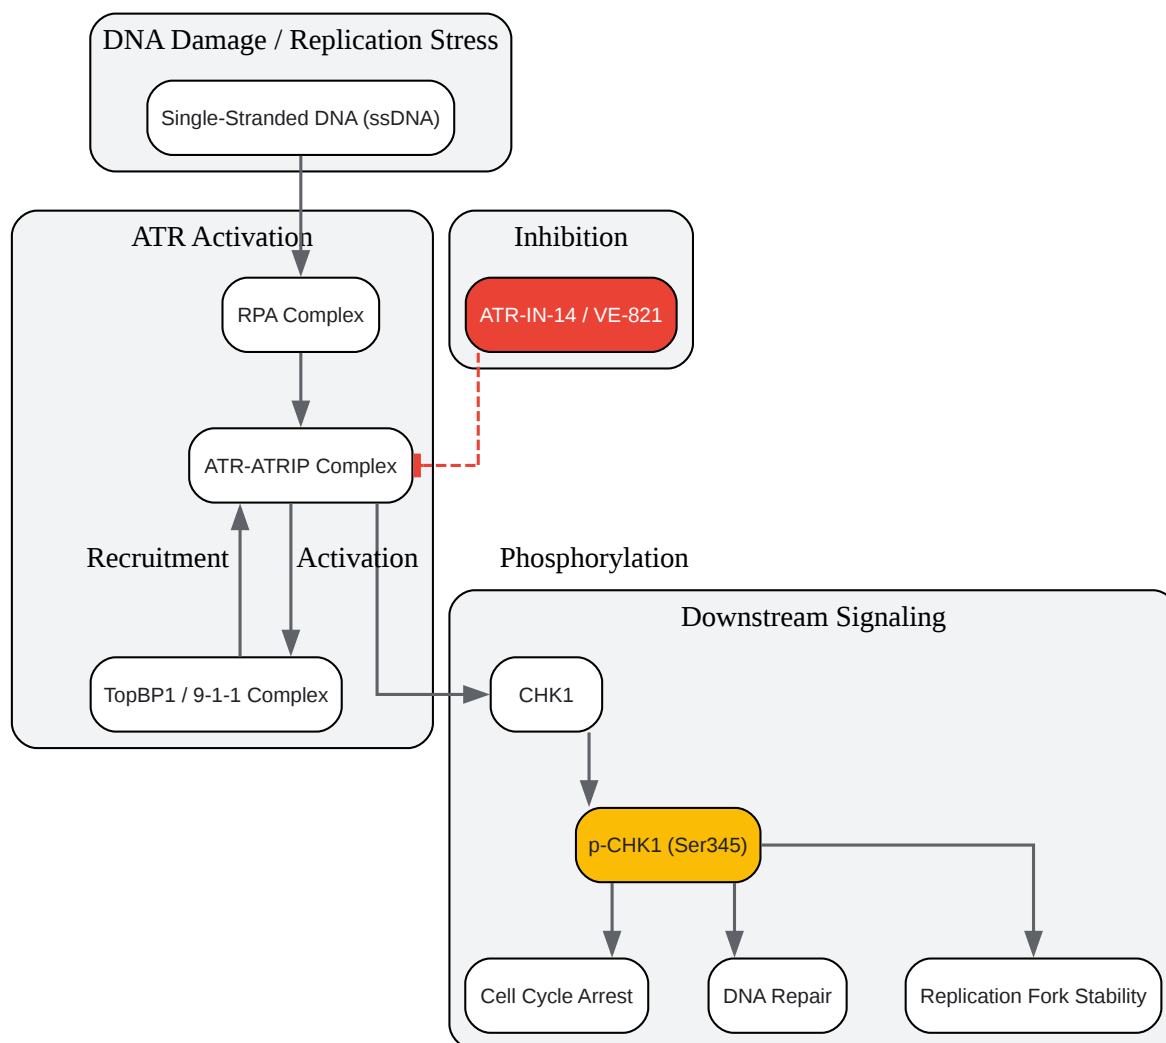 DNA Damage / Replication Stress
Single-Stranded DNA (ssDNA)
ATR Activation
Inhibition
RPA Complex
ATR-IN-14 / VE-821
ATR-ATRIP Complex
Recruitment
Activation
Phosphorylation
Downstream Signaling
TopBP1 / 9-1-1 Complex
CHK1
p-CHK1 (Ser345)
Cell Cycle Arrest
DNA Repair
Replication Fork Stability